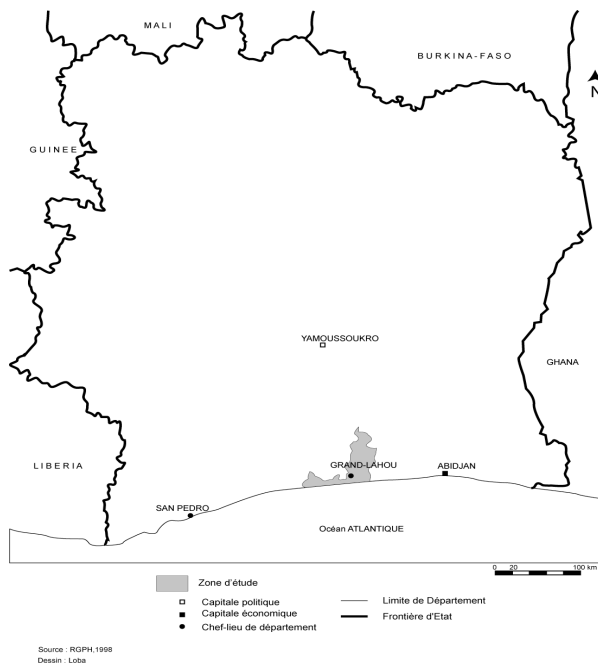 MALI
BURKINA-FASO
N
GUINEE
YAMOUSSOUKRO
GHANA
GRAND-LAHOU
ABIDJAN
LIBERIA
SAN PEDRO
Océan ATLANTIQUE
0 20 100 km
Zone d'étude
Capitale politique
Limite de Département
Capitale économique
Frontière d'Etat
Chef-lieu de département
Source : RGPH,1998
Dessin : Loba